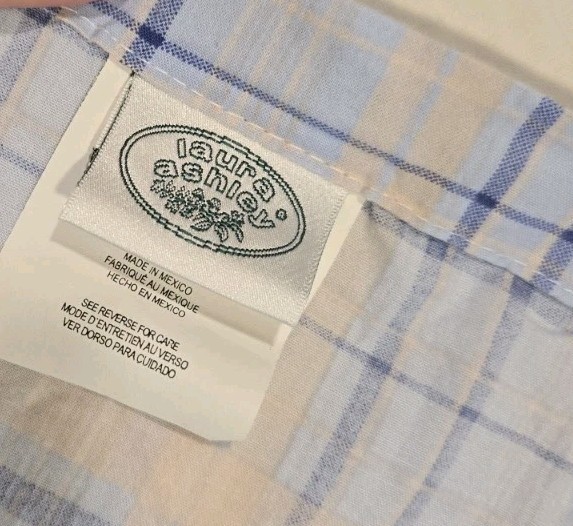 laura
ashley
MADE IN MEXICO
FABRIQUÉ AU MEXIQUE
HECHO EN MEXICO
SEE REVERSE FOR CARE
MODE D'ENTRETIEN AU VERSO
VER DORSO PARA CUIDADO